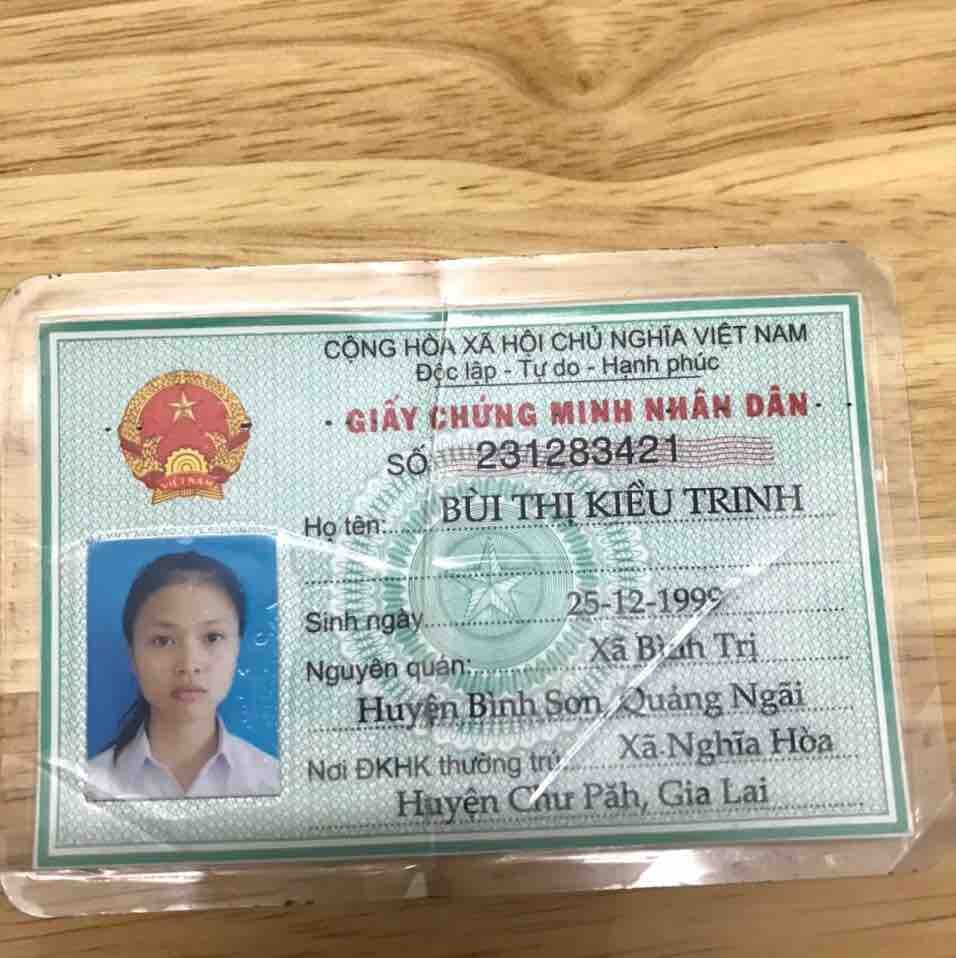 CỘNG HÒA XÃ HỘI CHỦ NGHĨA VIỆT NAM
Độc lập - Tự do - Hạnh phúc
GIẤY CHỨNG MINH NHÂN DÂN
SỐ 231283421
Họ tên: BÙI THỊ KIỀU TRINH
Sinh ngày 25-12-1999
Nguyên quán: Xã Bình Trị
Huyện Bình Sơn, Quảng Ngãi
Nơi ĐKHK thường trú Xã Nghĩa Hòa
Huyện Chư Păh, Gia Lai
VIỆT NAM